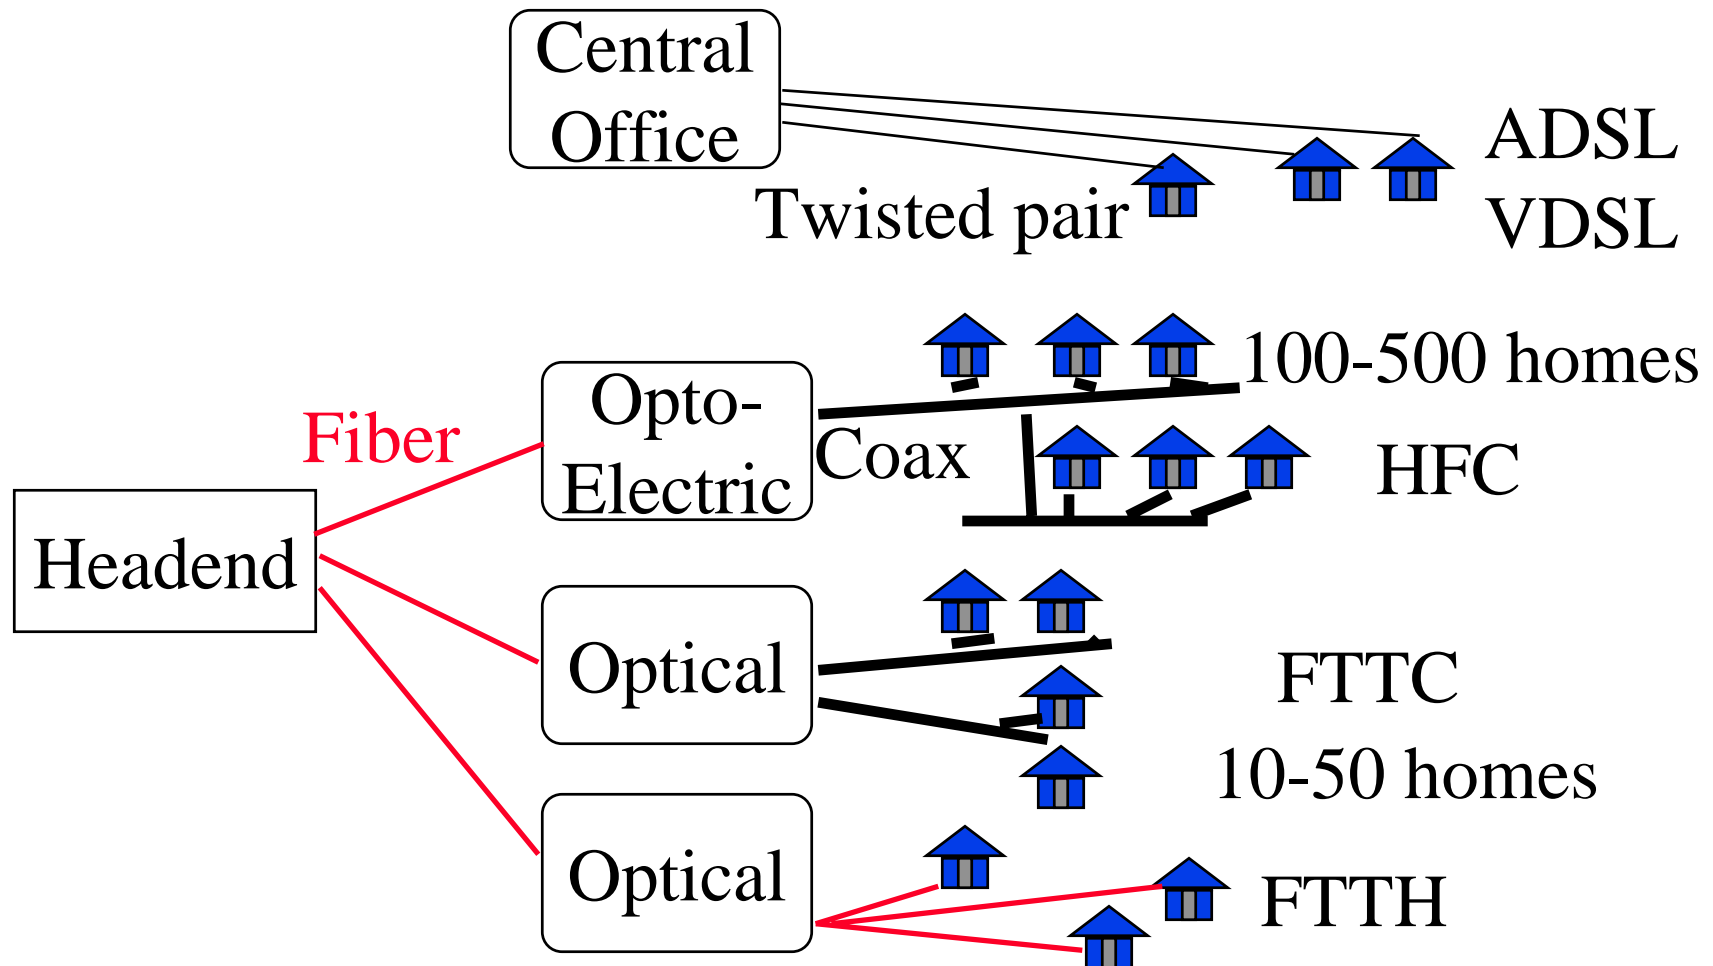 Central
Office
ADSL
Twisted pair
VDSL
100-500 homes
Opto-
Electric
Fiber
Coax
HFC
Headend
Optical
FTTC
10-50 homes
Optical
FTTH